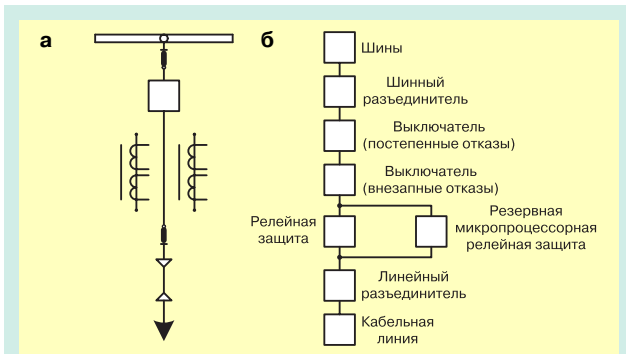 а
б
Шины
Шинный
разъединитель
Выключатель
(постепенные отказы)
Выключатель
(внезапные отказы)
Релейная
защита
Резервная
микропроцессорная
релейная защита
Линейный
разъединитель
Кабельная
линия